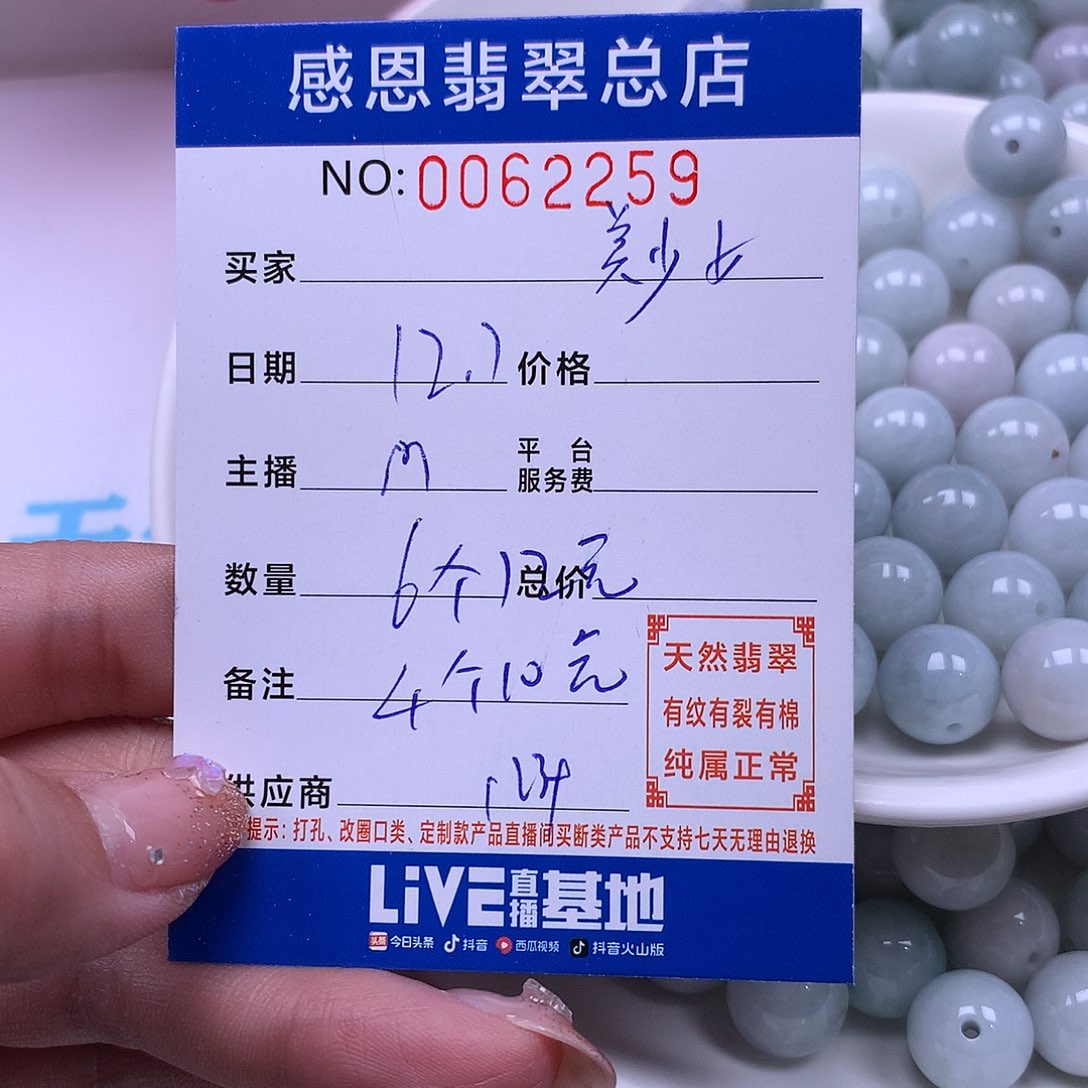 感恩翡翠总店
NO: 0062259
买家 美少女
日期 12.7 价格
主播 m 平台服务费
数量 6个12元 总价
备注 4个10元
天然翡翠
有纹有裂有棉
纯属正常
供应商
提示：打孔、改圈口类、定制款产品直播间买断类产品不支持七天无理由退换
LiVE直播基地
头条 今日头条 抖音 西瓜视频 抖音火山版